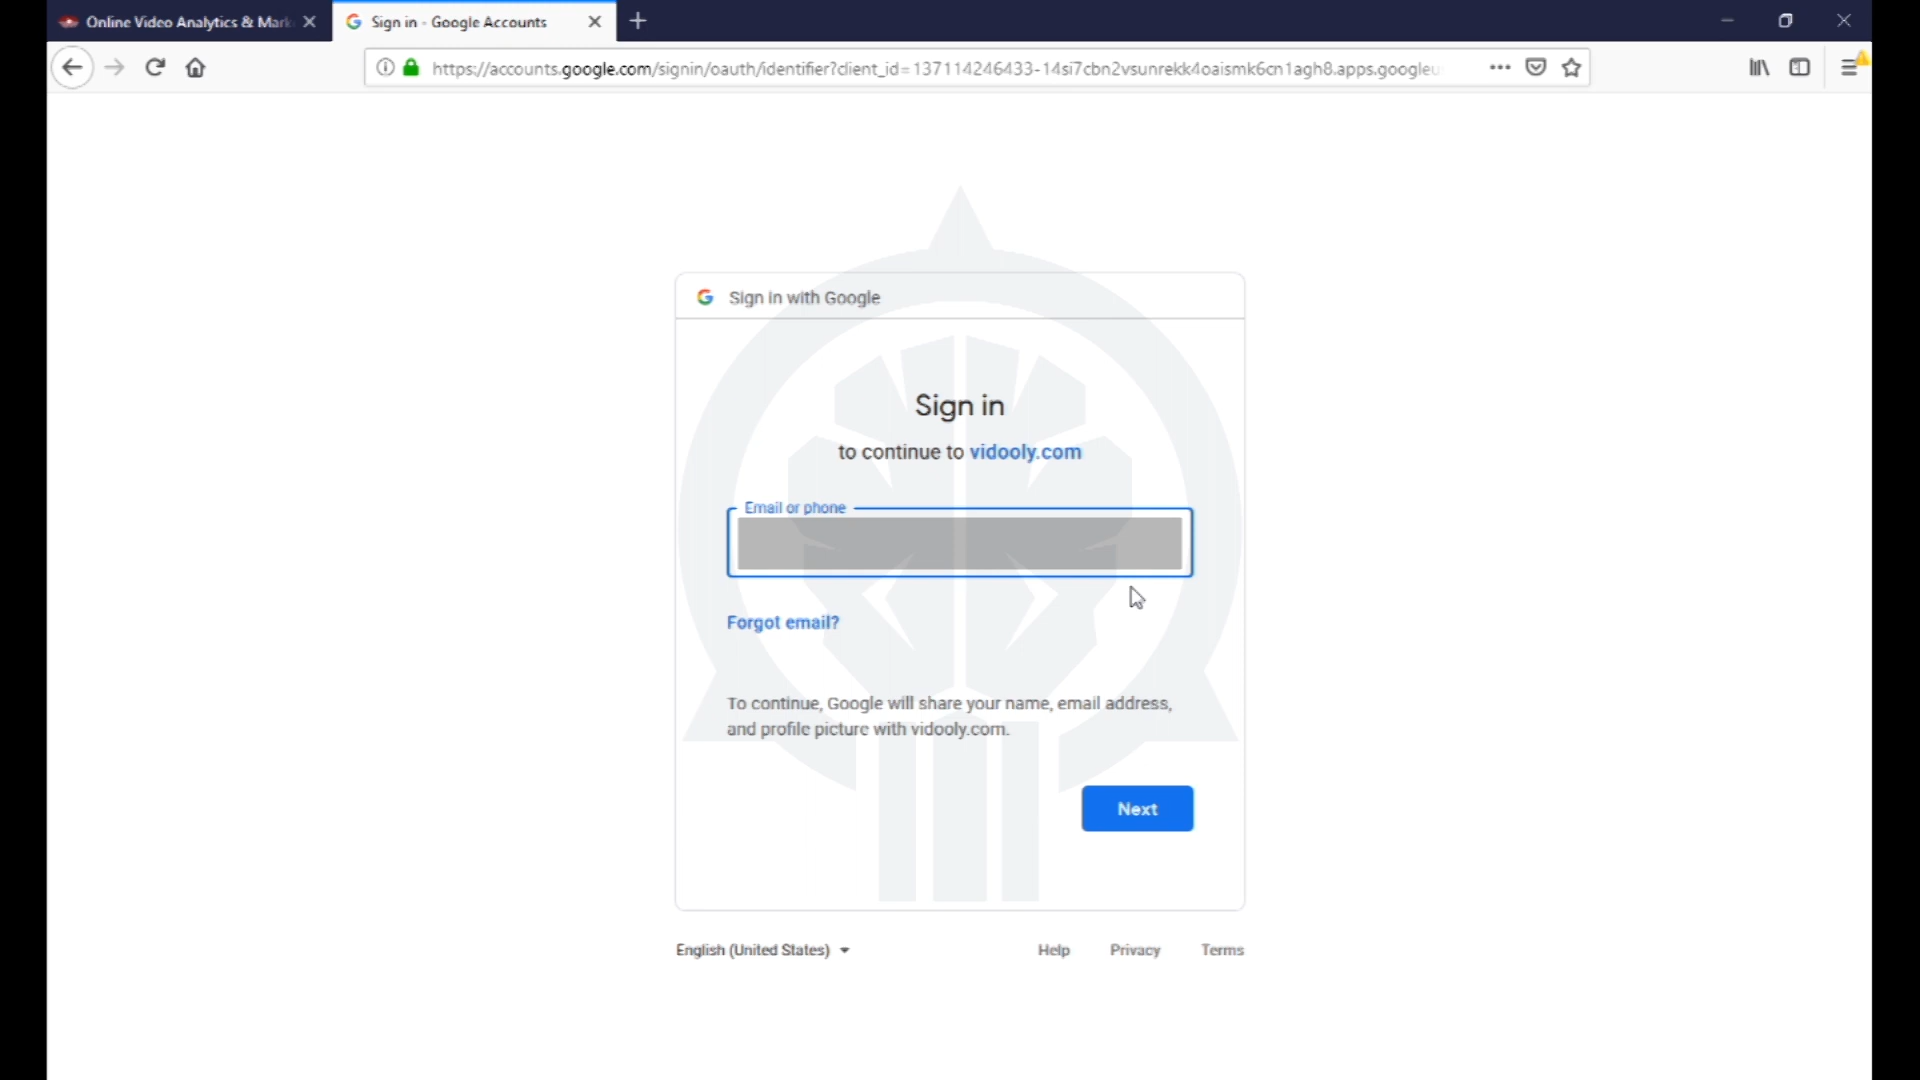 Online Video Analytics & Mark
Sign in - Google Accounts
https://accounts.google.com/signin/oauth/identifier?client_id=137114246433-14si7cbn2vsunrekk4oaismk6cn1agh8.apps.googleu
Sign in with Google
Sign in
to continue to vidooly.com
Email or phone
Forgot email?
To continue, Google will share your name, email address,
and profile picture with vidooly.com.
Next
English (United States)
Help Privacy Terms